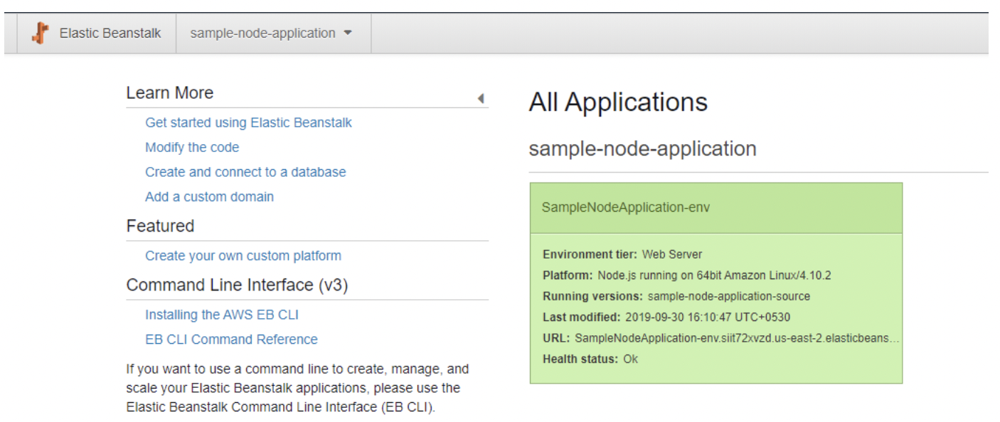 Elastic Beanstalk
sample-node-application
Learn More
Get started using Elastic Beanstalk
Modify the code
Create and connect to a database
Add a custom domain
Featured
Create your own custom platform
Command Line Interface (v3)
Installing the AWS EB CLI
EB CLI Command Reference
If you want to use a command line to create, manage, and
scale your Elastic Beanstalk applications, please use the
Elastic Beanstalk Command Line Interface (EB CLI).
All Applications
sample-node-application
SampleNodeApplication-env
Environment tier: Web Server
Platform: Node.js running on 64bit Amazon Linux/4.10.2
Running versions: sample-node-application-source
Last modified: 2019-09-30 16:10:47 UTC+0530
URL: SampleNodeApplication-env.siit72xvzd.us-east-2.elasticbeans...
Health status: Ok